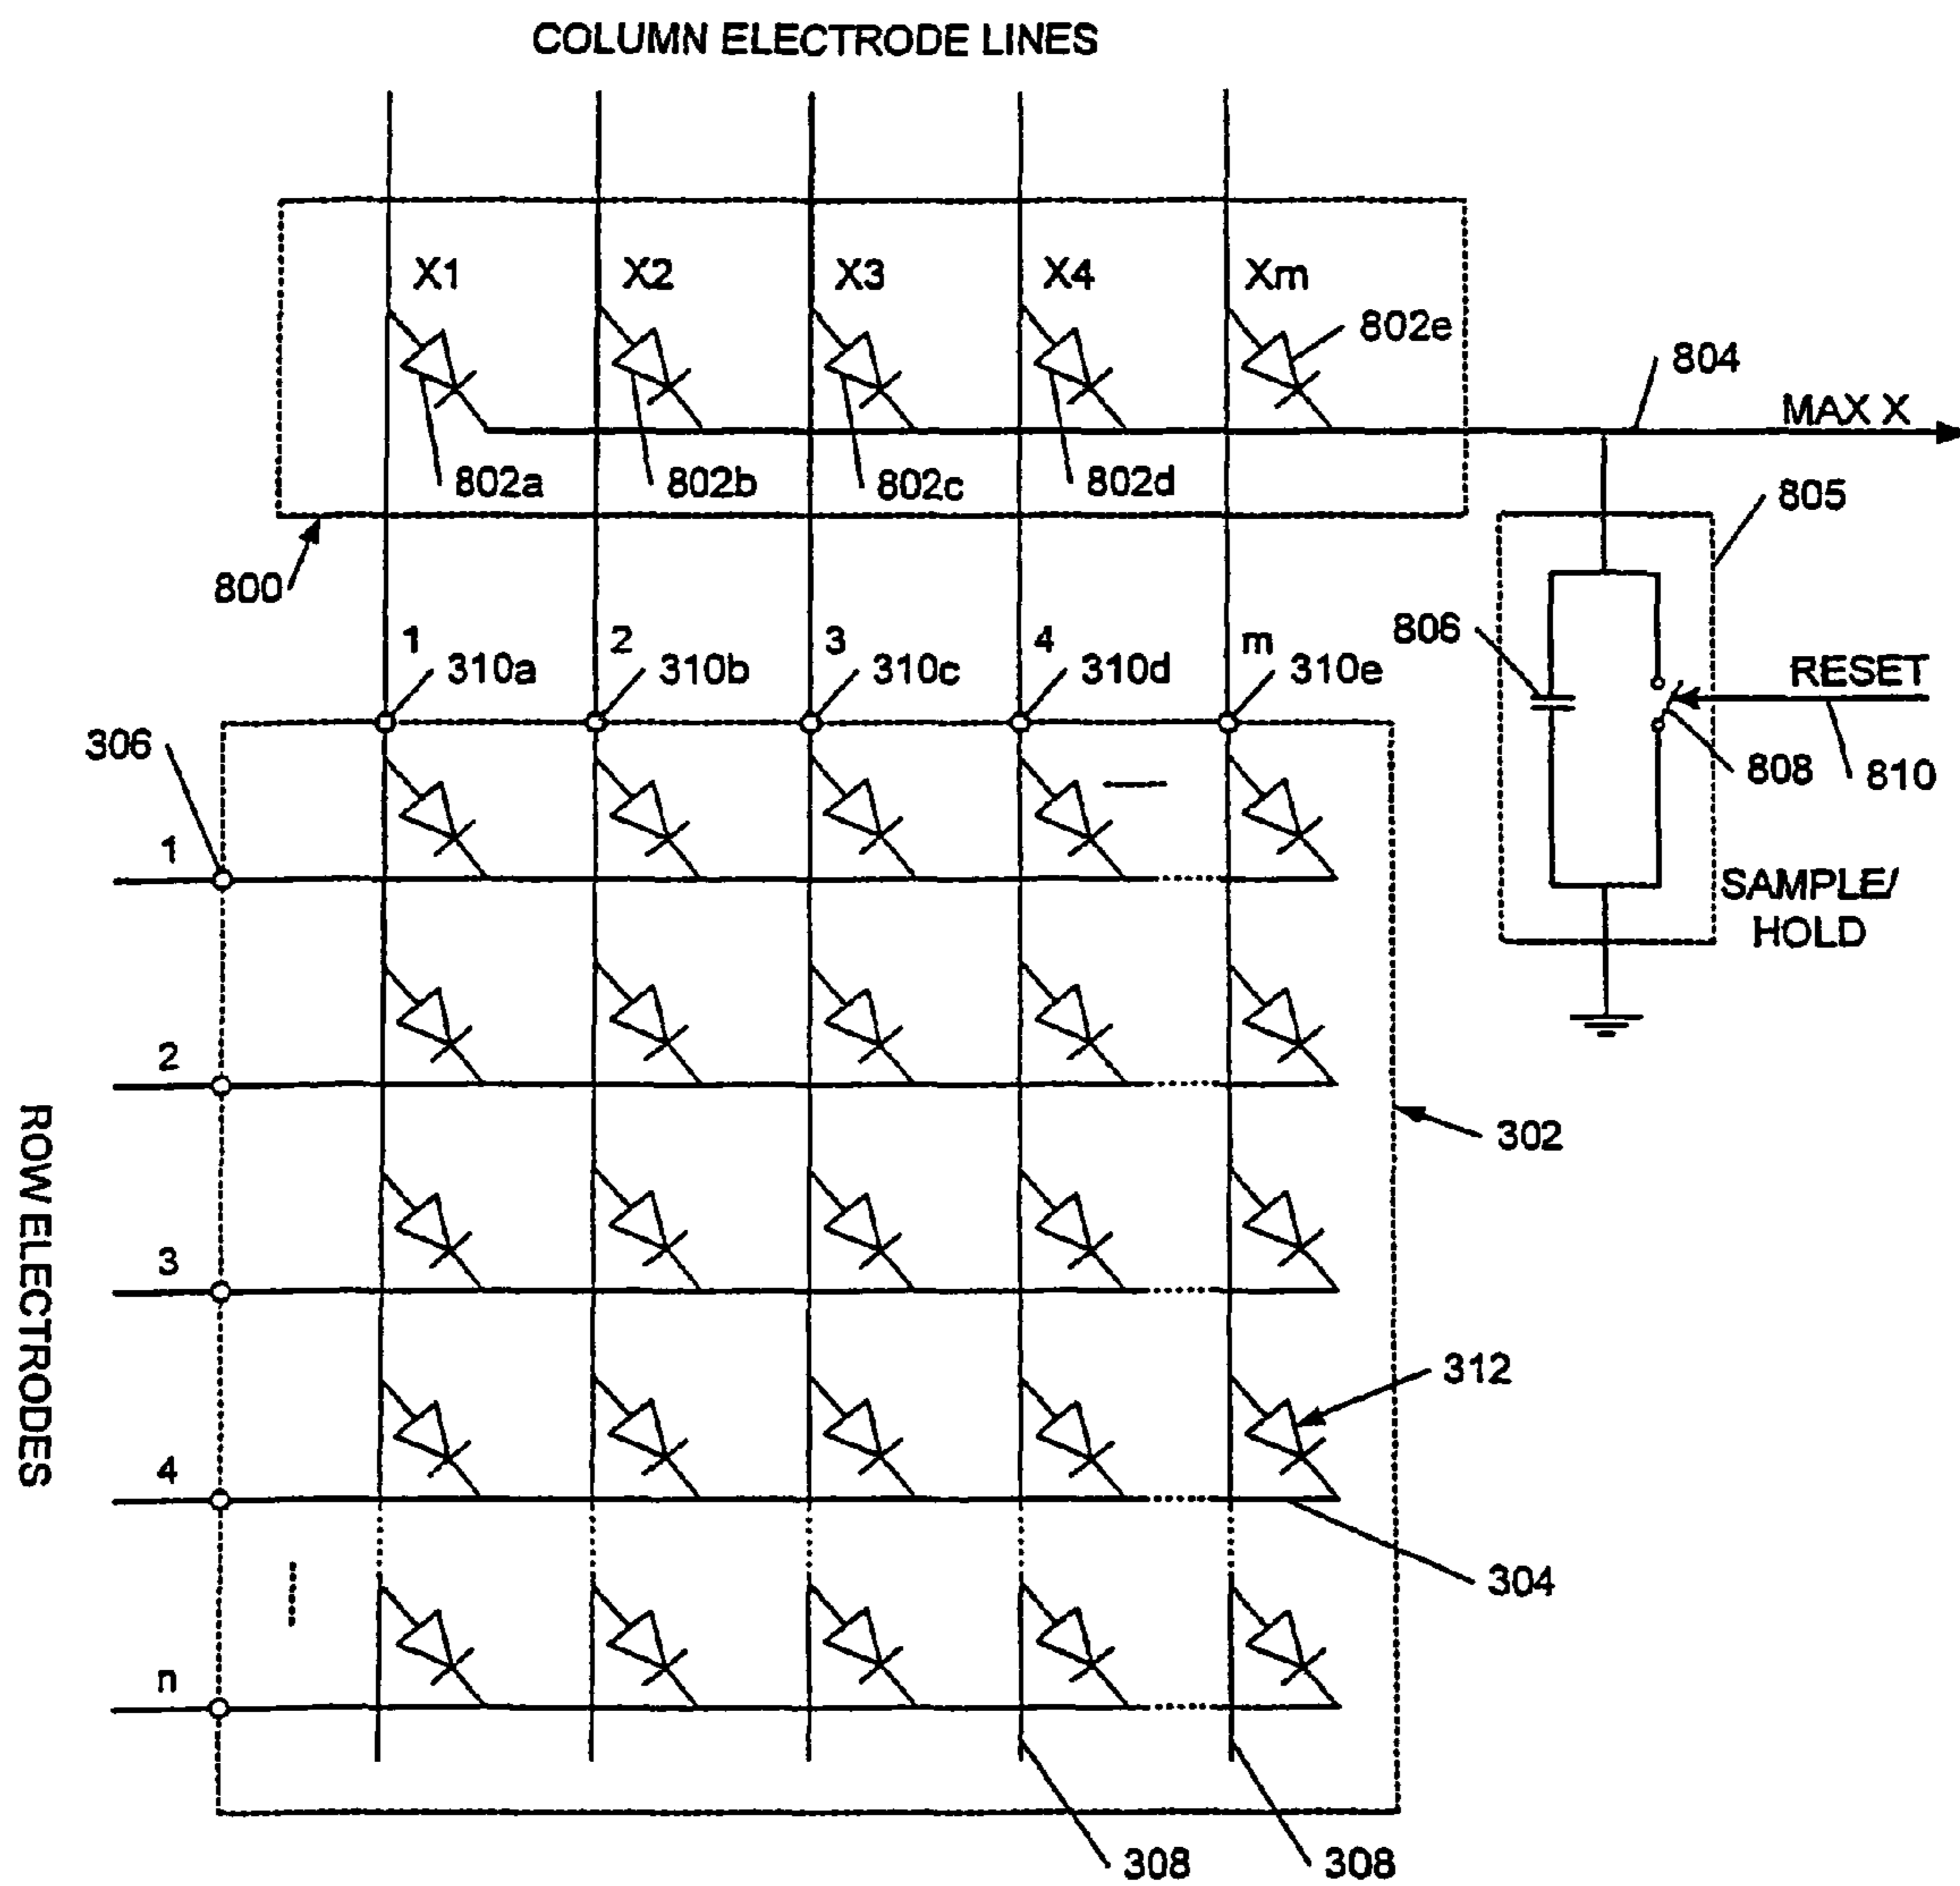 COLUMN ELECTRODE LINES
X1 X2 X3 X4 Xm
802e
804
MAX X
802a 802b 802c 802d
805
800
806
1 2 3 4 m
310a 310b 310c 310d 310e
RESET
306
808 810
1
SAMPLE/
HOLD
2
302
ROW ELECTRODES
3
312
4
304
n
308 308